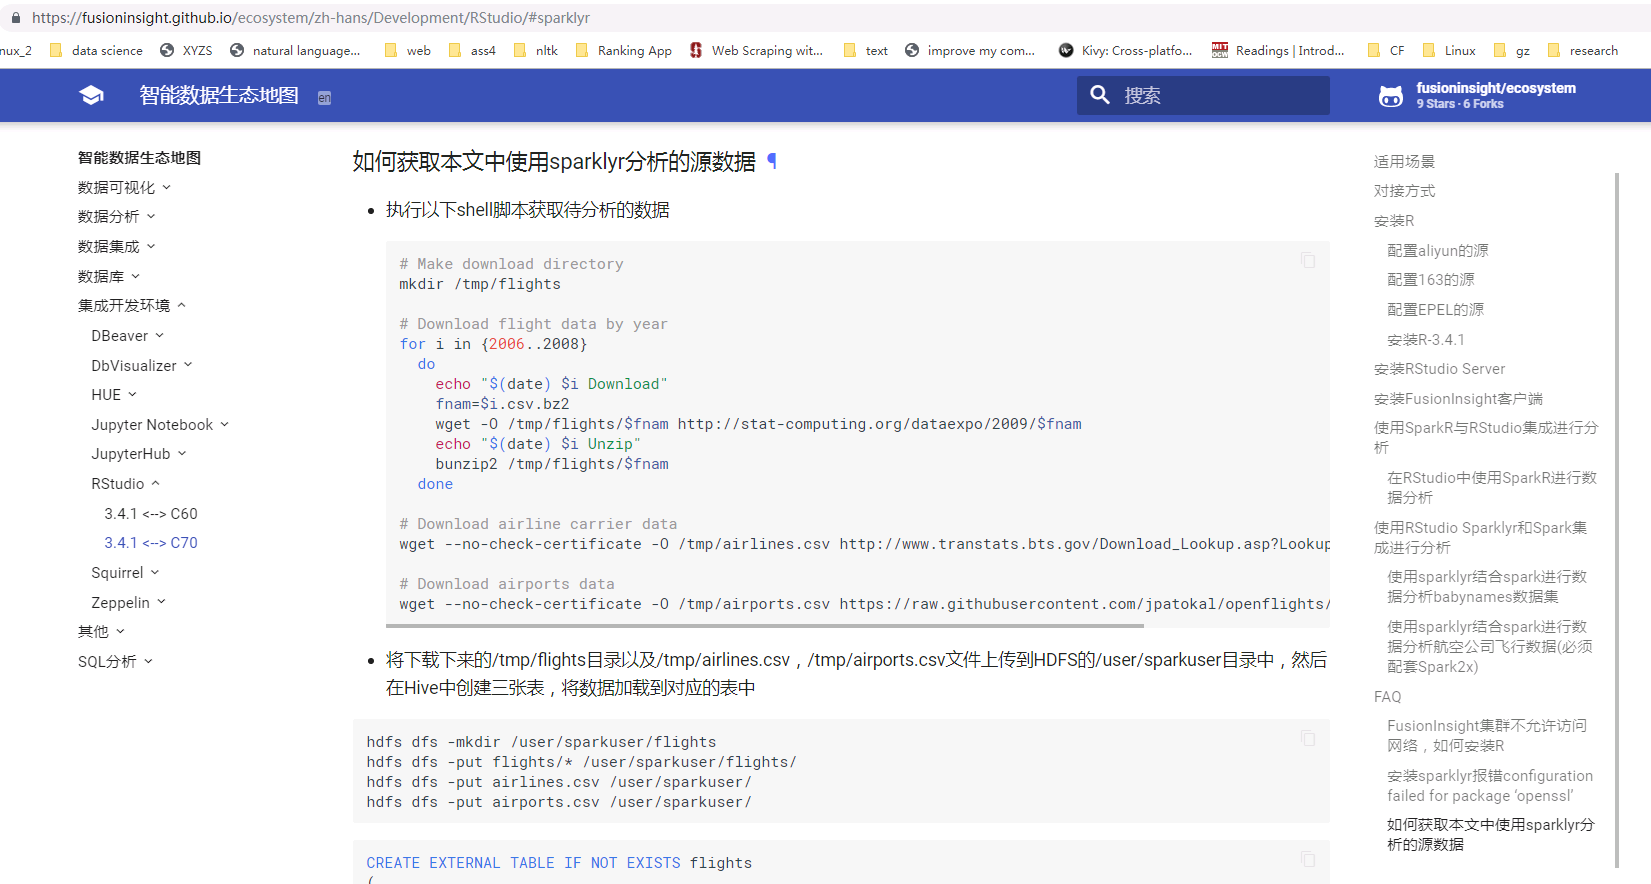 https://fusioninsight.github.io/ecosystem/zh-hans/Development/RStudio/#sparklyr
nux_2 data science XYZS natural language... web ass4 nltk Ranking App Web Scraping wit... text improve my com... Kivy: Cross-platfo... Readings | Introd... CF Linux gz research
智能数据生态地图 en 搜索 fusioninsight/ecosystem
9 Stars · 6 Forks
智能数据生态地图
数据可视化
数据分析
数据集成
数据库
集成开发环境
DBeaver
DbVisualizer
HUE
Jupyter Notebook
JupyterHub
RStudio
3.4.1 <--> C60
3.4.1 <--> C70
Squirrel
Zeppelin
其他
SQL分析
如何获取本文中使用sparklyr分析的源数据 ¶
• 执行以下shell脚本获取待分析的数据
# Make download directory
mkdir /tmp/flights
# Download flight data by year
for i in {2006..2008}
do
echo "$(date) $i Download"
fnam=$i.csv.bz2
wget -O /tmp/flights/$fnam http://stat-computing.org/dataexpo/2009/$fnam
echo "$(date) $i Unzip"
bunzip2 /tmp/flights/$fnam
done
# Download airline carrier data
wget --no-check-certificate -O /tmp/airlines.csv http://www.transtats.bts.gov/Download_Lookup.asp?Lookup
# Download airports data
wget --no-check-certificate -O /tmp/airports.csv https://raw.githubusercontent.com/jpatokal/openflights/
• 将下载下来的/tmp/flights目录以及/tmp/airlines.csv，/tmp/airports.csv文件上传到HDFS的/user/sparkuser目录中，然后
在Hive中创建三张表，将数据加载到对应的表中
hdfs dfs -mkdir /user/sparkuser/flights
hdfs dfs -put flights/* /user/sparkuser/flights/
hdfs dfs -put airlines.csv /user/sparkuser/
hdfs dfs -put airports.csv /user/sparkuser/
CREATE EXTERNAL TABLE IF NOT EXISTS flights
(
适用场景
对接方式
安装R
配置aliyun的源
配置163的源
配置EPEL的源
安装R-3.4.1
安装RStudio Server
安装FusionInsight客户端
使用SparkR与RStudio集成进行分
析
在RStudio中使用SparkR进行数
据分析
使用RStudio Sparklyr和Spark集
成进行分析
使用sparklyr结合spark进行数
据分析babynames数据集
使用sparklyr结合spark进行数
据分析航空公司飞行数据(必须
配套Spark2x)
FAQ
FusionInsight集群不允许访问
网络，如何安装R
安装sparklyr报错configuration
failed for package ‘openssl’
如何获取本文中使用sparklyr分
析的源数据